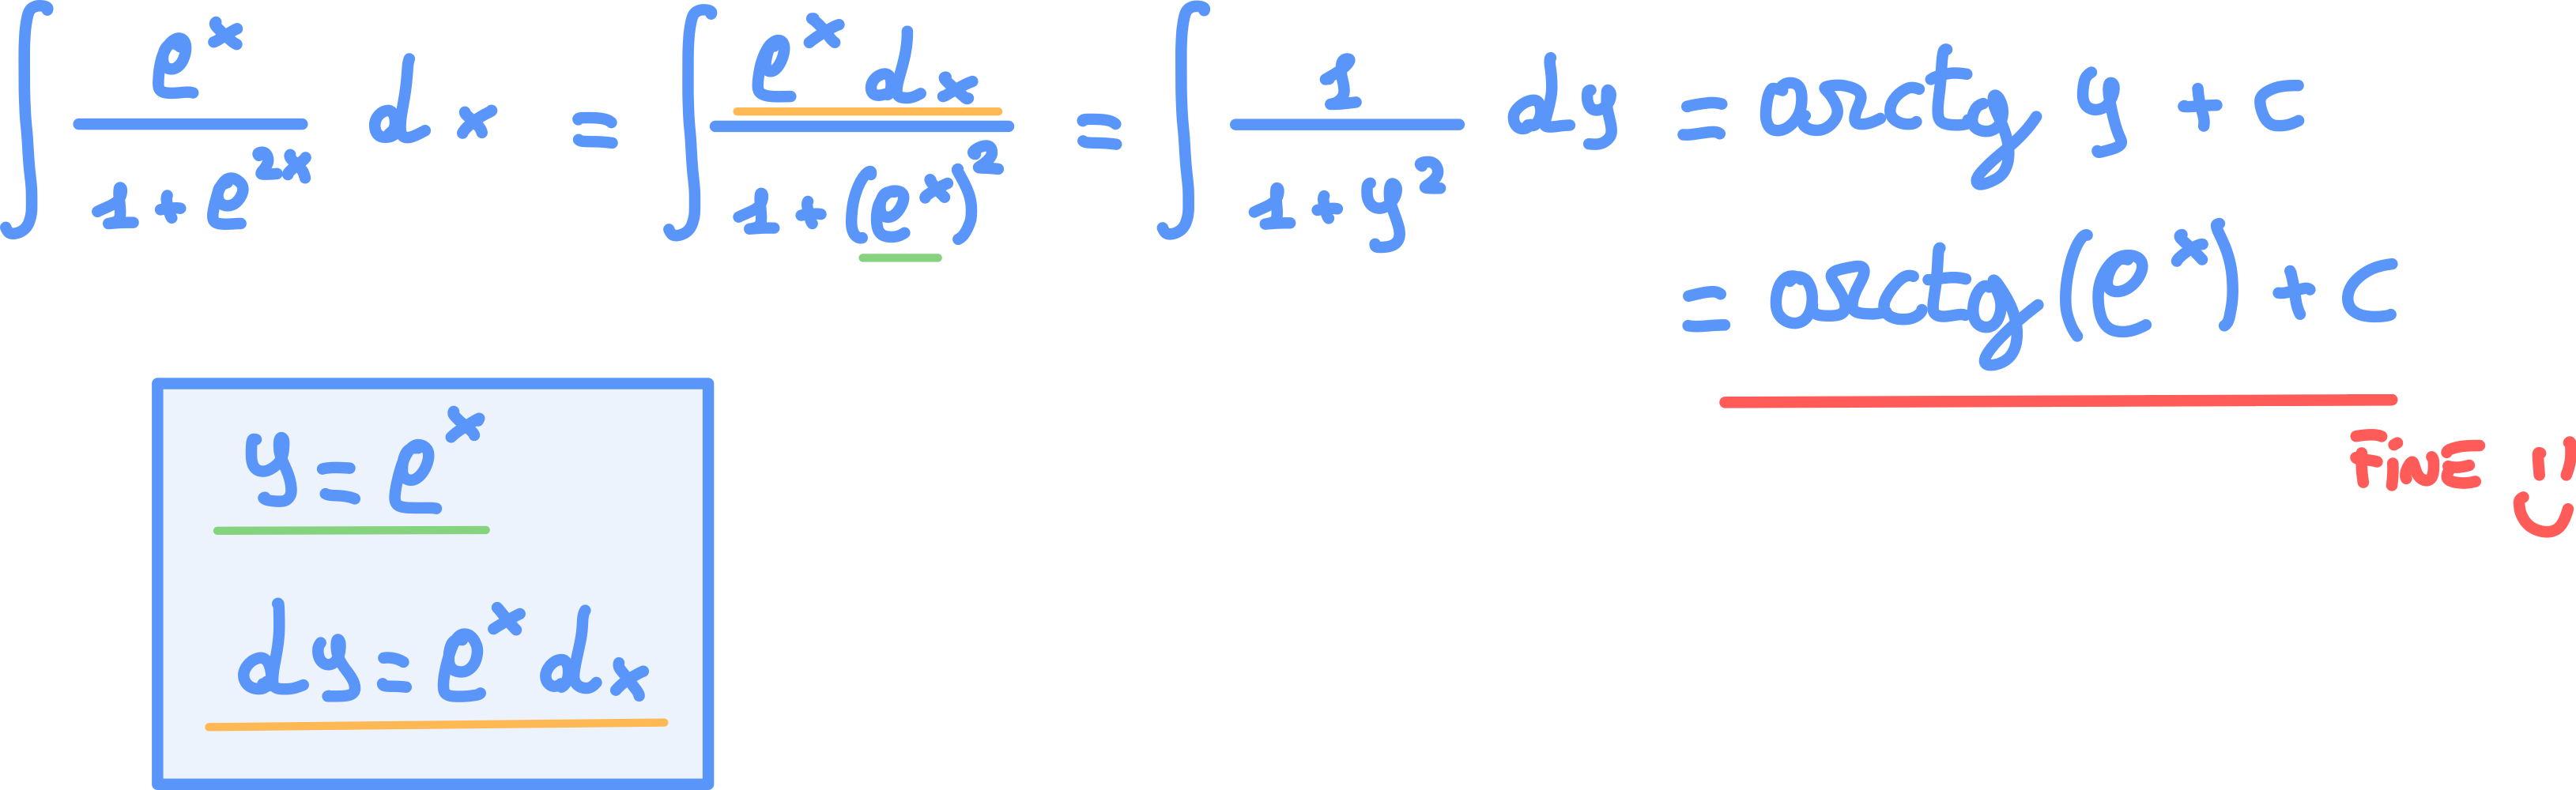 ∫ e^x / (1 + e^{2x}) dx = ∫ e^x dx / (1 + (e^x)^2) = ∫ 1 / (1 + y^2) dy = arctg y + c
= arctg(e^x) + c
FiNE
y = e^x
dy = e^x dx